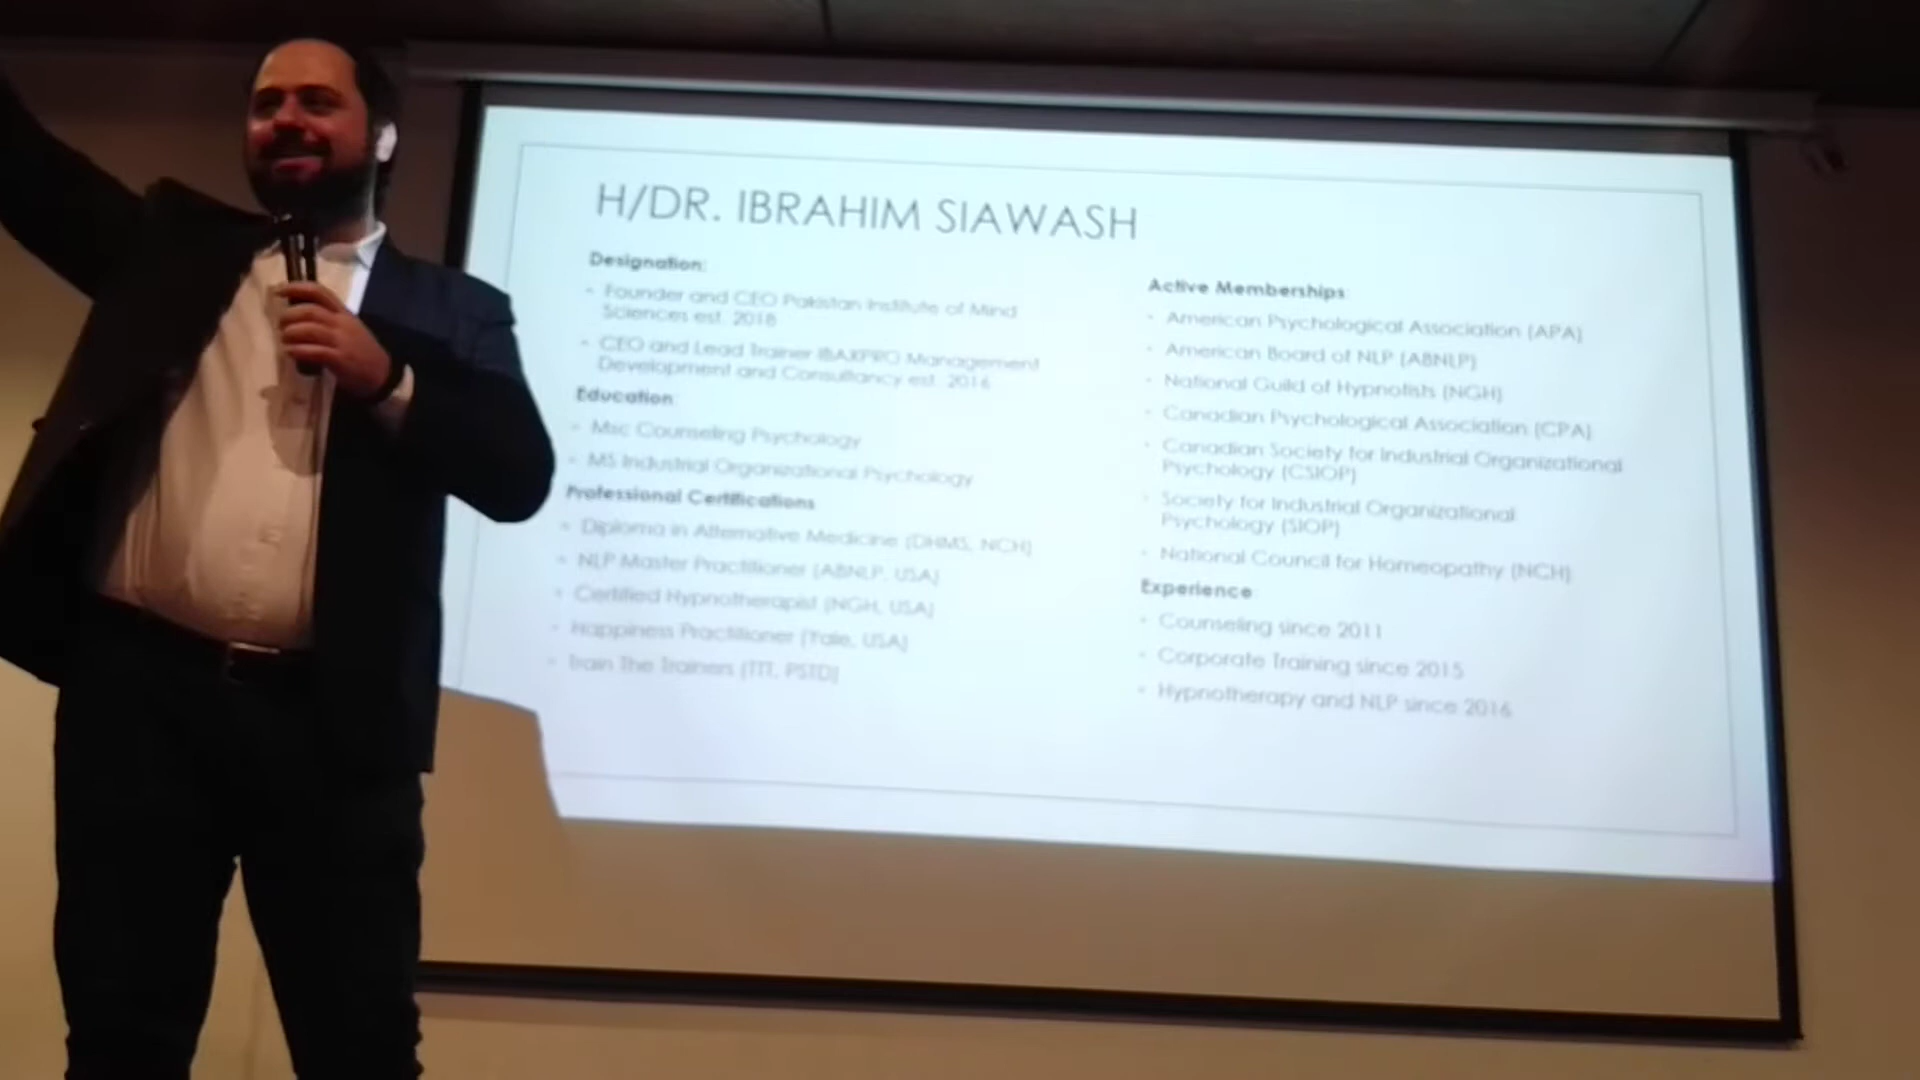 H/DR. IBRAHIM SIAWASH
Designation:
Founder and CEO Pakistan Institute of Mind
Sciences est. 2018
CEO and Lead Trainer IBAXPRO Management
Development and Consultancy est. 2016
Education:
Msc Counseling Psychology
MS Industrial Organizational Psychology
Professional Certifications
Diploma in Alternative Medicine (DHMS, NCH)
NLP Master Practitioner (ABNLP, USA)
Certified Hypnotherapist (NGH, USA)
Happiness Practitioner (Yale, USA)
Train The Trainers (TTT, PSTD)
Active Memberships:
American Psychological Association (APA)
American Board of NLP (ABNLP)
National Guild of Hypnotists (NGH)
Canadian Psychological Association (CPA)
Canadian Society for Industrial Organizational
Psychology (CSIOP)
Society for Industrial Organizational
Psychology (SIOP)
National Council for Homeopathy (NCH)
Experience
Counseling since 2011
Corporate Training since 2015
Hypnotherapy and NLP since 2016